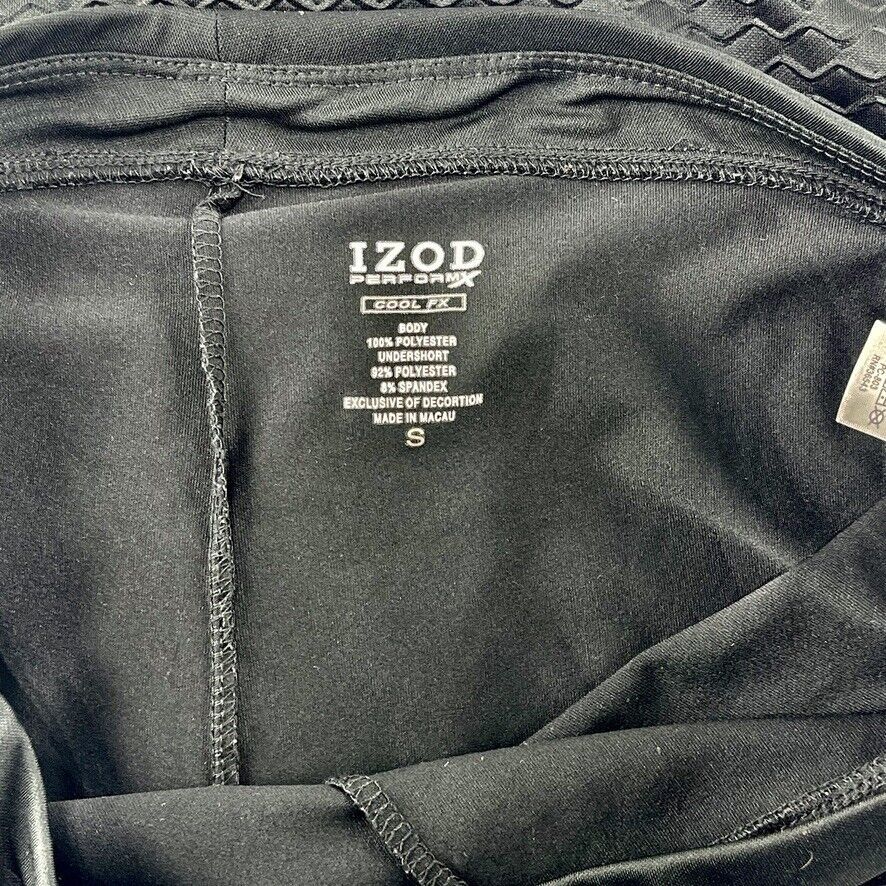 IZOD
PERFORMX
COOL FX
BODY
100% POLYESTER
UNDERSHORT
92% POLYESTER
8% SPANDEX
EXCLUSIVE OF DECORTION
MADE IN MACAU
S